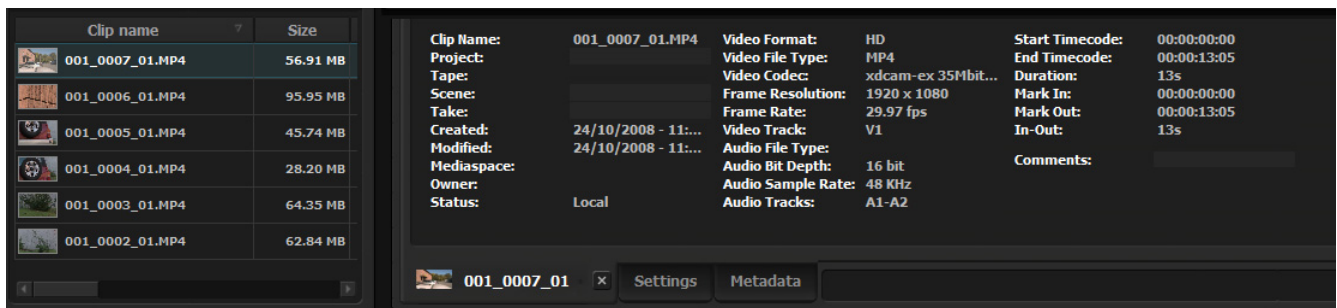 Clip name Size
001_0007_01.MP4 56.91 MB
001_0006_01.MP4 95.95 MB
001_0005_01.MP4 45.74 MB
001_0004_01.MP4 28.20 MB
001_0003_01.MP4 64.35 MB
001_0002_01.MP4 62.84 MB
Clip Name: 001_0007_01.MP4
Project:
Tape:
Scene:
Take:
Created: 24/10/2008 - 11:...
Modified: 24/10/2008 - 11:...
Mediaspace:
Owner:
Status: Local
Video Format: HD
Video File Type: MP4
Video Codec: xdcam-ex 35Mbit...
Frame Resolution: 1920 x 1080
Frame Rate: 29.97 fps
Video Track: V1
Audio File Type:
Audio Bit Depth: 16 bit
Audio Sample Rate: 48 KHz
Audio Tracks: A1-A2
Start Timecode: 00:00:00:00
End Timecode: 00:00:13:05
Duration: 13s
Mark In: 00:00:00:00
Mark Out: 00:00:13:05
In-Out: 13s
Comments:
001_0007_01 Settings Metadata